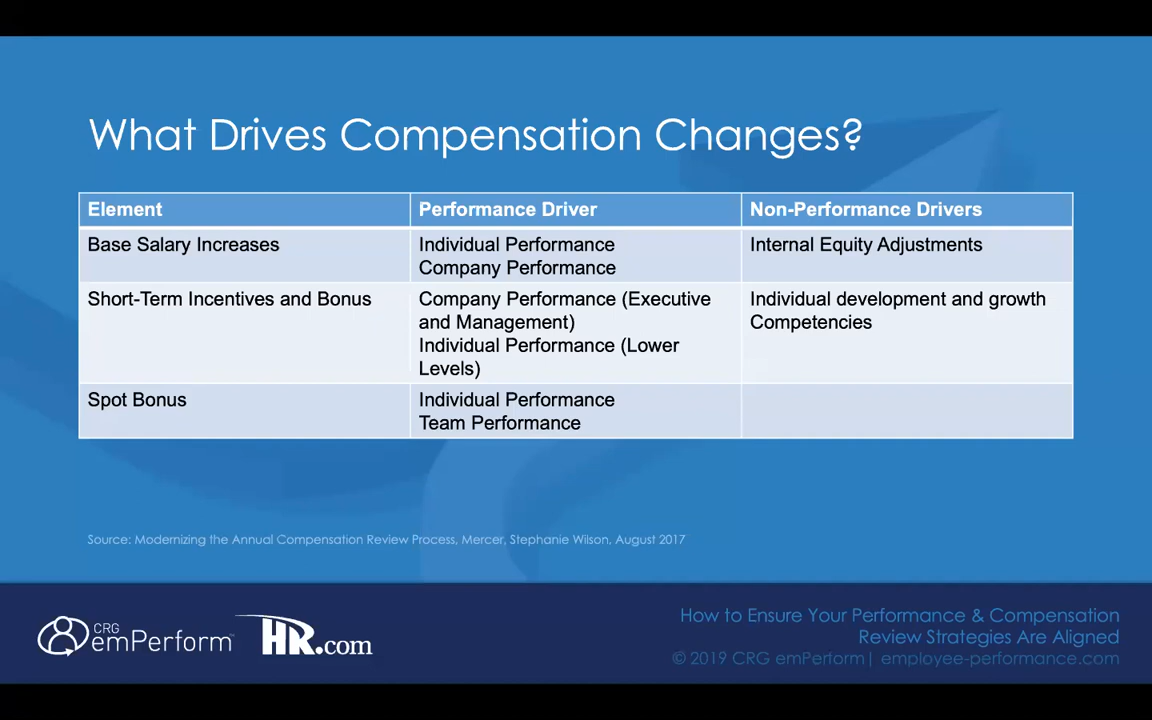 What Drives Compensation Changes?
Element Performance Driver Non-Performance Drivers
Base Salary Increases Individual Performance Internal Equity Adjustments
Company Performance
Short-Term Incentives and Bonus Company Performance (Executive Individual development and growth
and Management) Competencies
Individual Performance (Lower
Levels)
Spot Bonus Individual Performance
Team Performance
Source: Modernizing the Annual Compensation Review Process, Mercer, Stephanie Wilson, August 2017
CRG
emPerform™
HR.com
How to Ensure Your Performance & Compensation
Review Strategies Are Aligned
© 2019 CRG emPerform| employee-performance.com